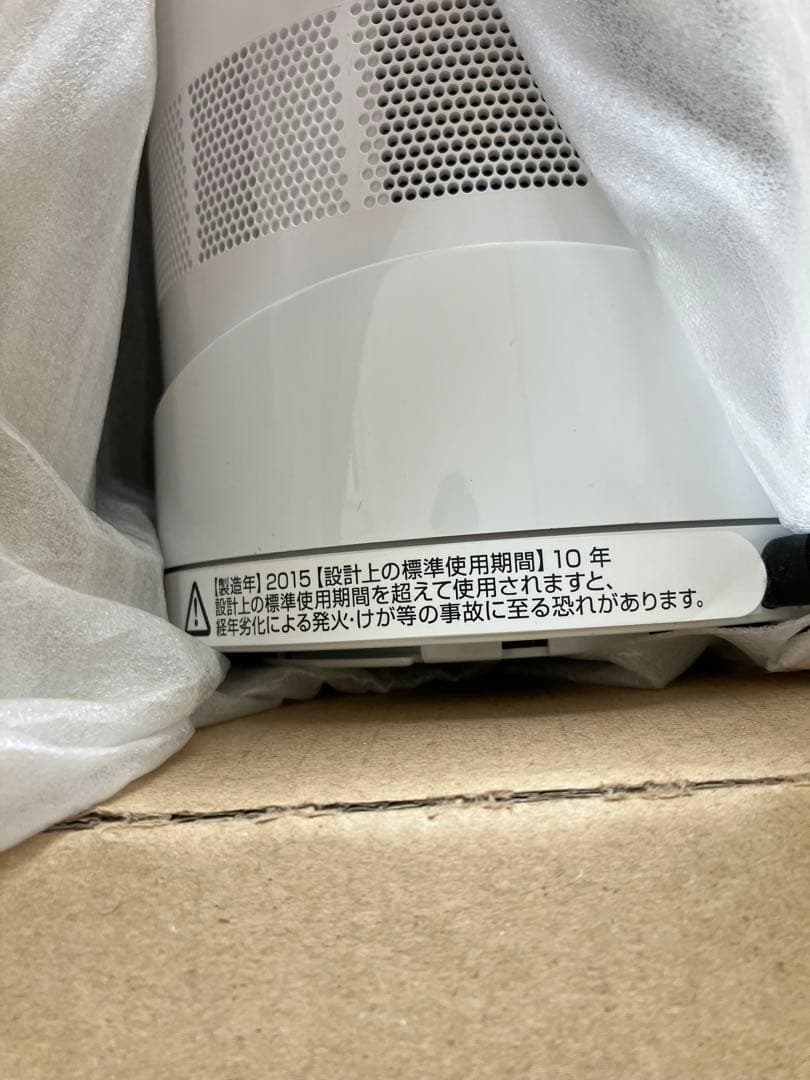 【製造年】2015【設計上の標準使用期間】10年
設計上の標準使用期間を超えて使用されますと、
経年劣化による発火・けが等の事故に至る恐れがあります。